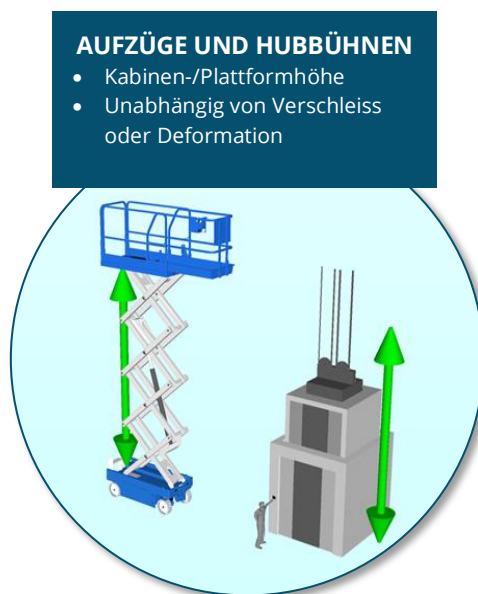 AUFZÜGE UND HUBBÜHNEN
• Kabinen-/Plattformhöhe
• Unabhängig von Verschleiss
oder Deformation